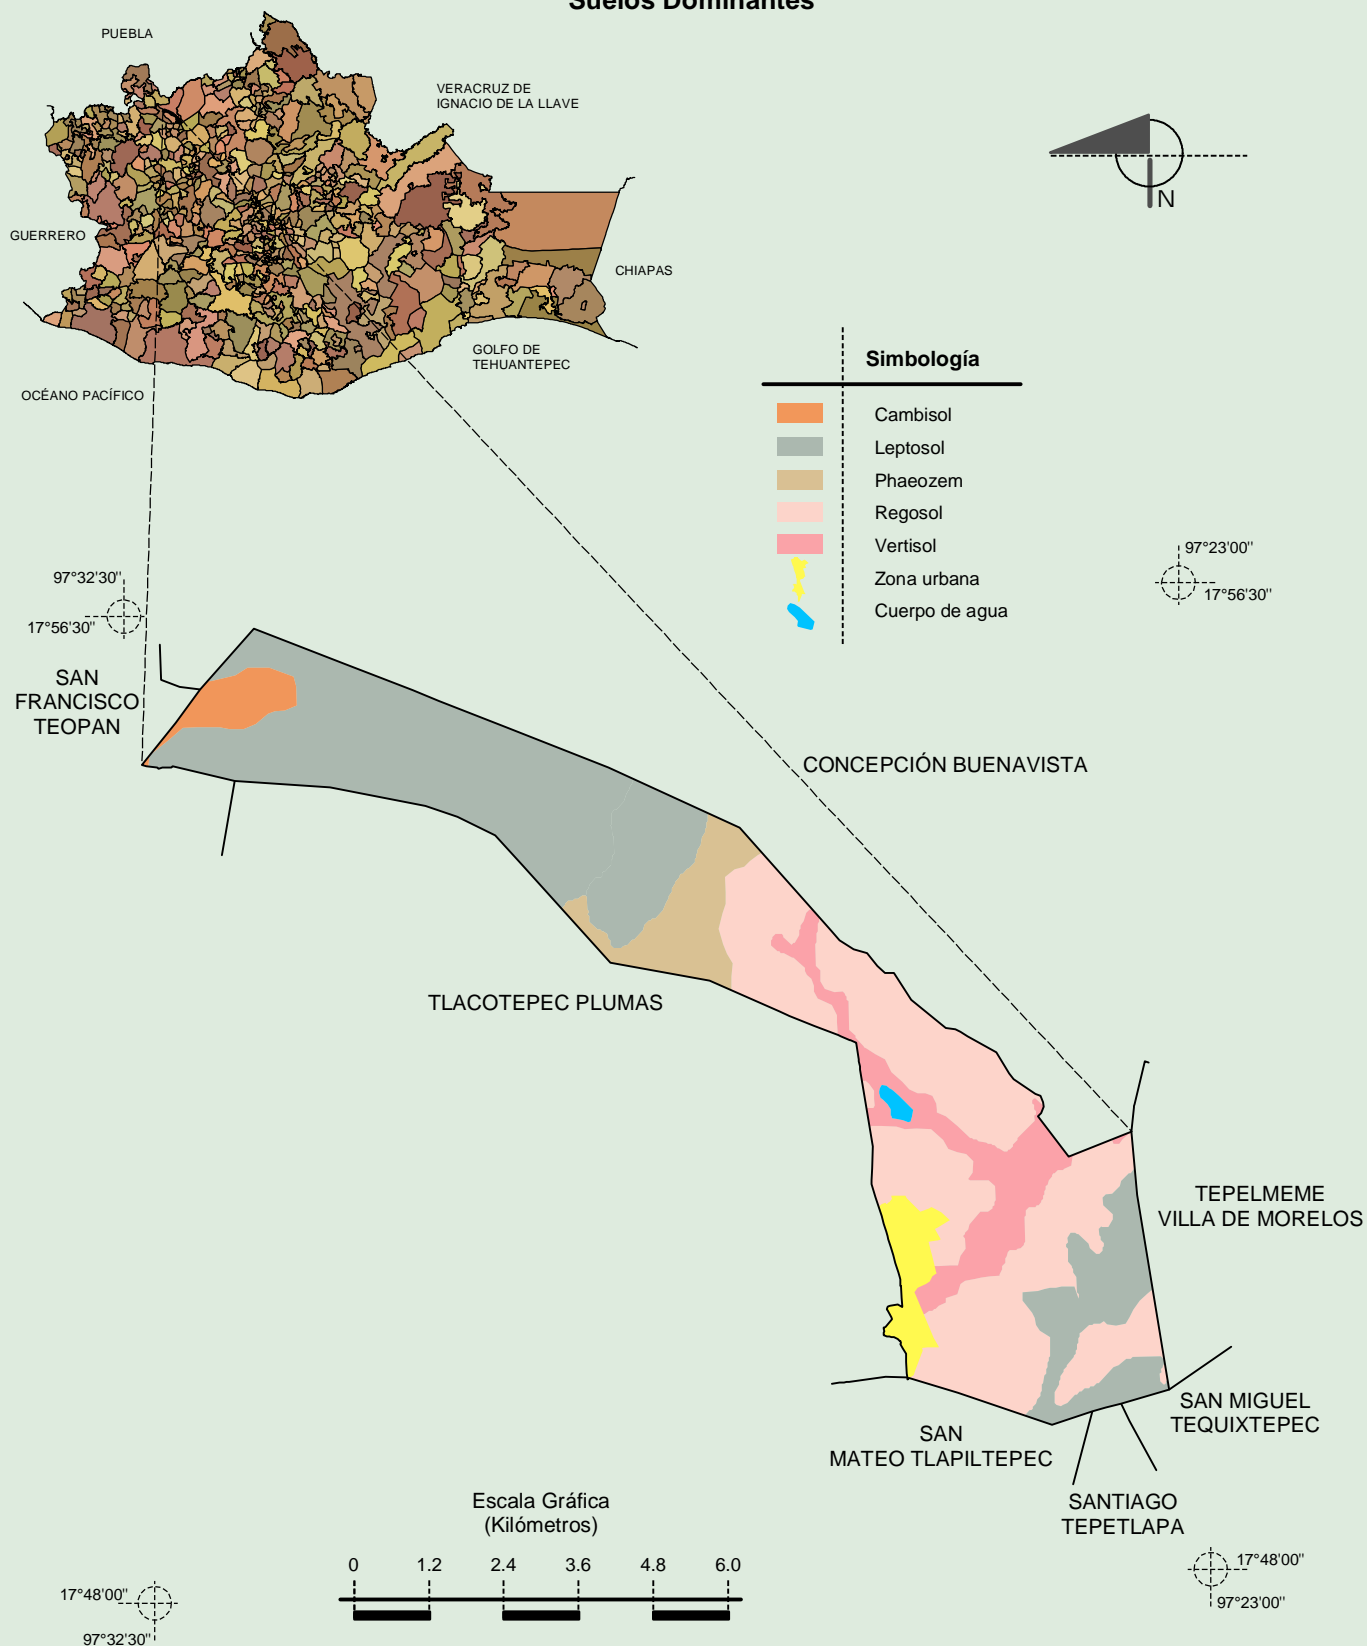 Suelos Dominantes
PUEBLA
VERACRUZ DE
IGNACIO DE LA LLAVE
N
GUERRERO
CHIAPAS
GOLFO DE
TEHUANTEPEC
OCÉANO PACÍFICO
Simbología
Cambisol
Leptosol
Phaeozem
Regosol
Vertisol
Zona urbana
Cuerpo de agua
97°32'30"
17°56'30"
97°23'00"
17°56'30"
SAN
FRANCISCO
TEOPAN
CONCEPCIÓN BUENAVISTA
TLACOTEPEC PLUMAS
TEPELMEME
VILLA DE MORELOS
SAN MIGUEL
TEQUIXTEPEC
SAN
MATEO TLAPILTEPEC
SANTIAGO
TEPETLAPA
Escala Gráfica
(Kilómetros)
0 1.2 2.4 3.6 4.8 6.0
17°48'00"
97°32'30"
17°48'00"
97°23'00"